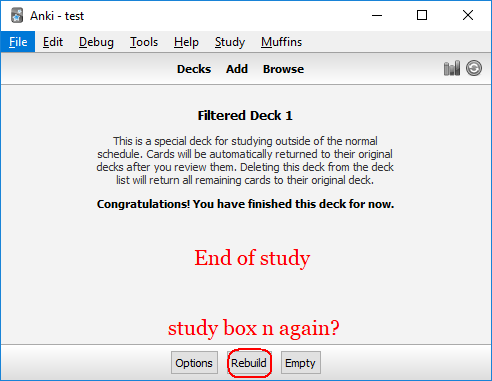 Anki - test
File Edit Debug Tools Help Study Muffins
Decks Add Browse
Filtered Deck 1
This is a special deck for studying outside of the normal
schedule. Cards will be automatically returned to their original
decks after you review them. Deleting this deck from the deck
list will return all remaining cards to their original deck.
Congratulations! You have finished this deck for now.
End of study
study box n again?
Options Rebuild Empty